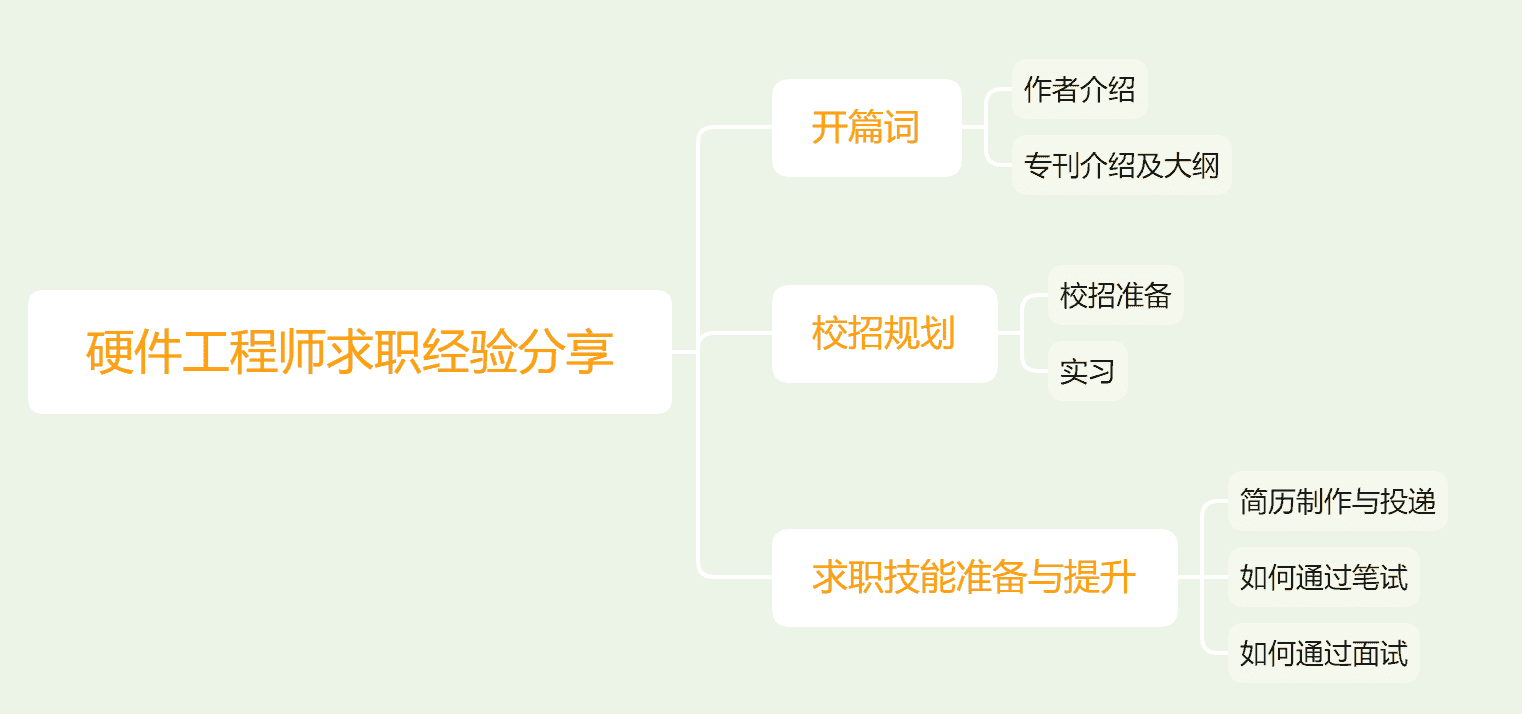 硬件工程师求职经验分享
开篇词
作者介绍
专刊介绍及大纲
校招规划
校招准备
实习
求职技能准备与提升
简历制作与投递
如何通过笔试
如何通过面试